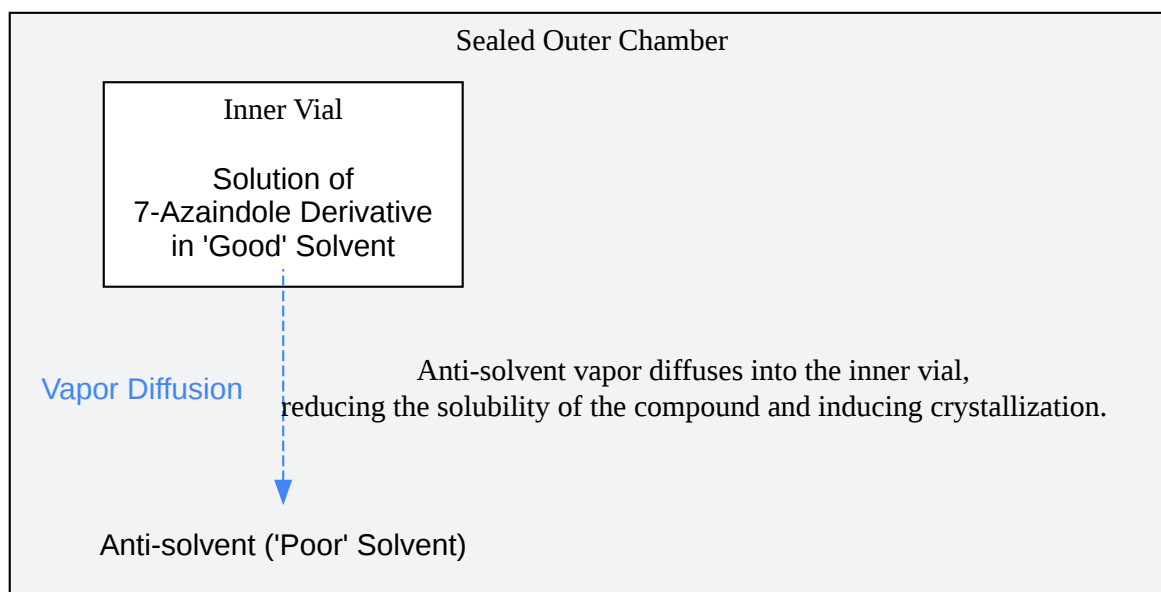 Sealed Outer Chamber
Inner Vial
Solution of
7-Azaindole Derivative
in 'Good' Solvent
Vapor Diffusion
Anti-solvent vapor diffuses into the inner vial,
reducing the solubility of the compound and inducing crystallization.
Anti-solvent ('Poor' Solvent)